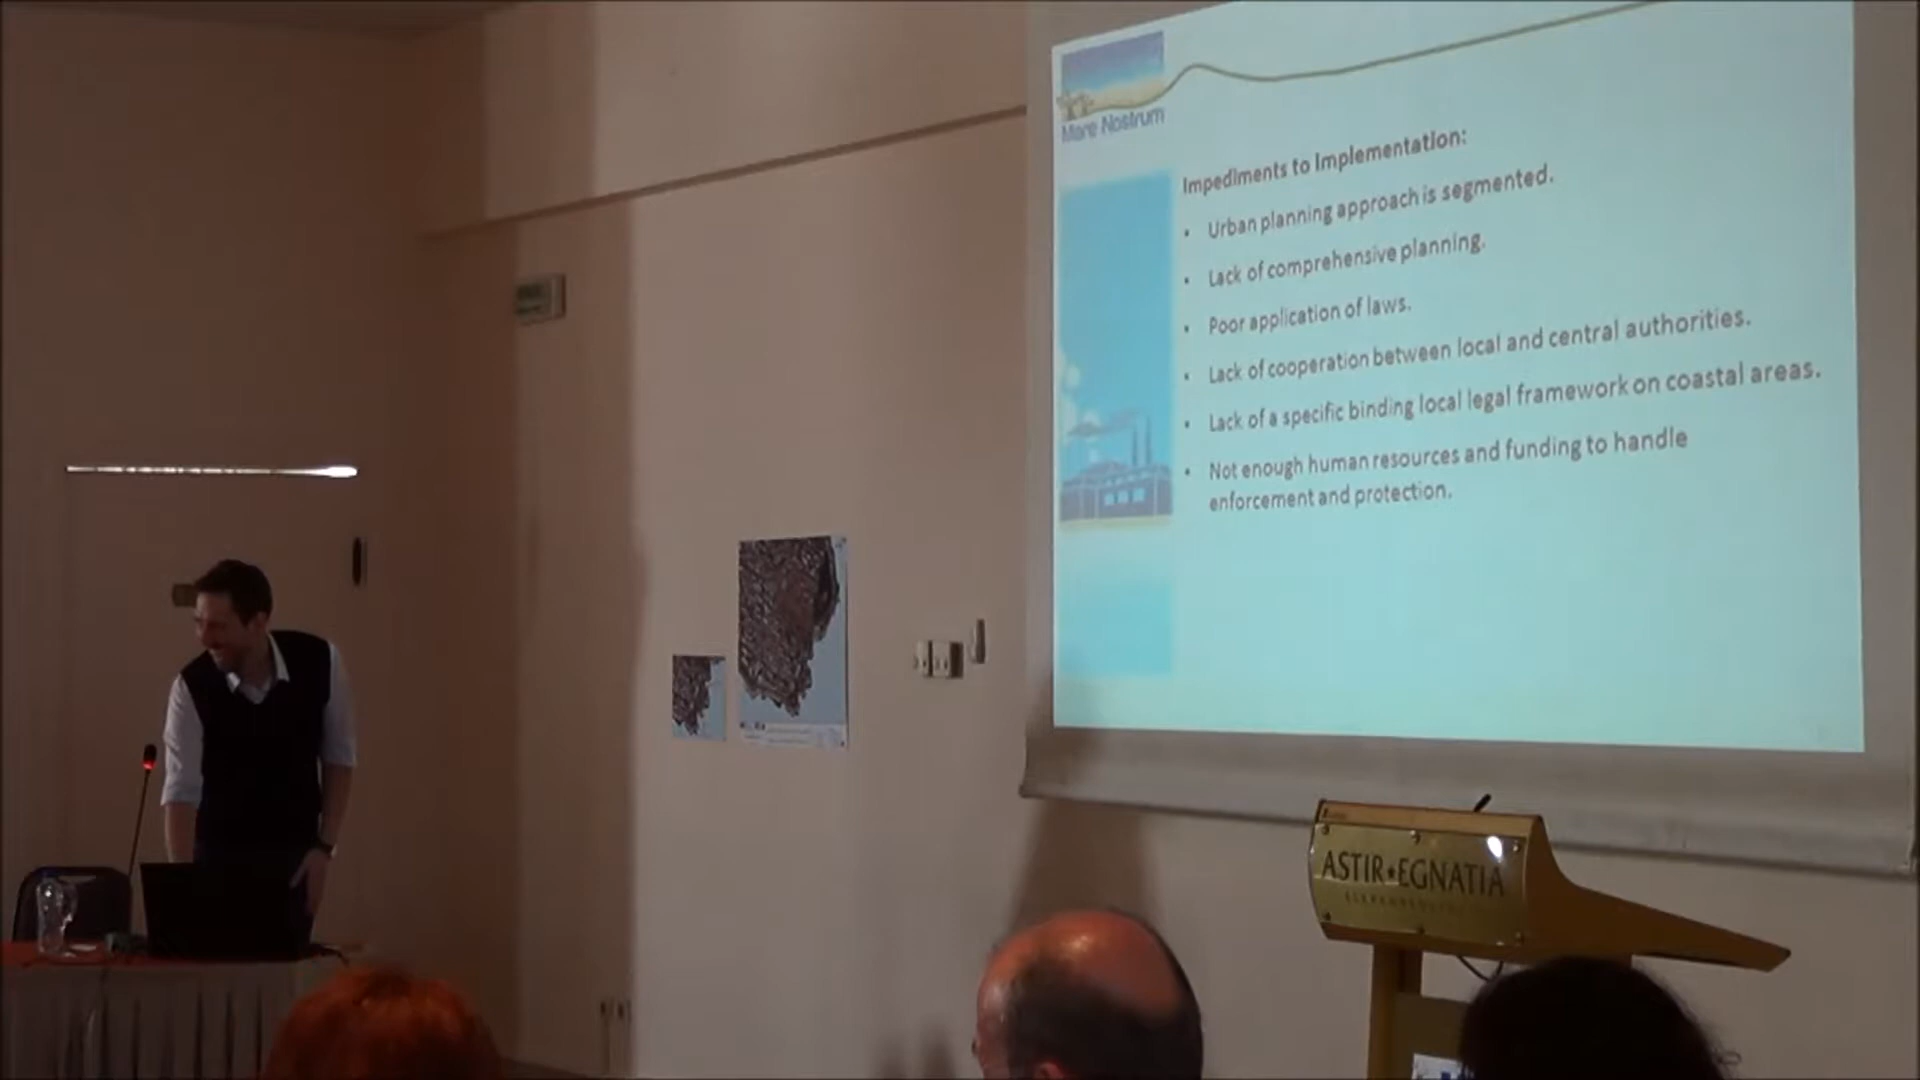 Mare Nostrum
Impediments to Implementation:
• Urban planning approach is segmented.
• Lack of comprehensive planning.
• Poor application of laws.
• Lack of cooperation between local and central authorities.
• Lack of a specific binding local legal framework on coastal areas.
• Not enough human resources and funding to handle
enforcement and protection.
ASTIR★EGNATIA